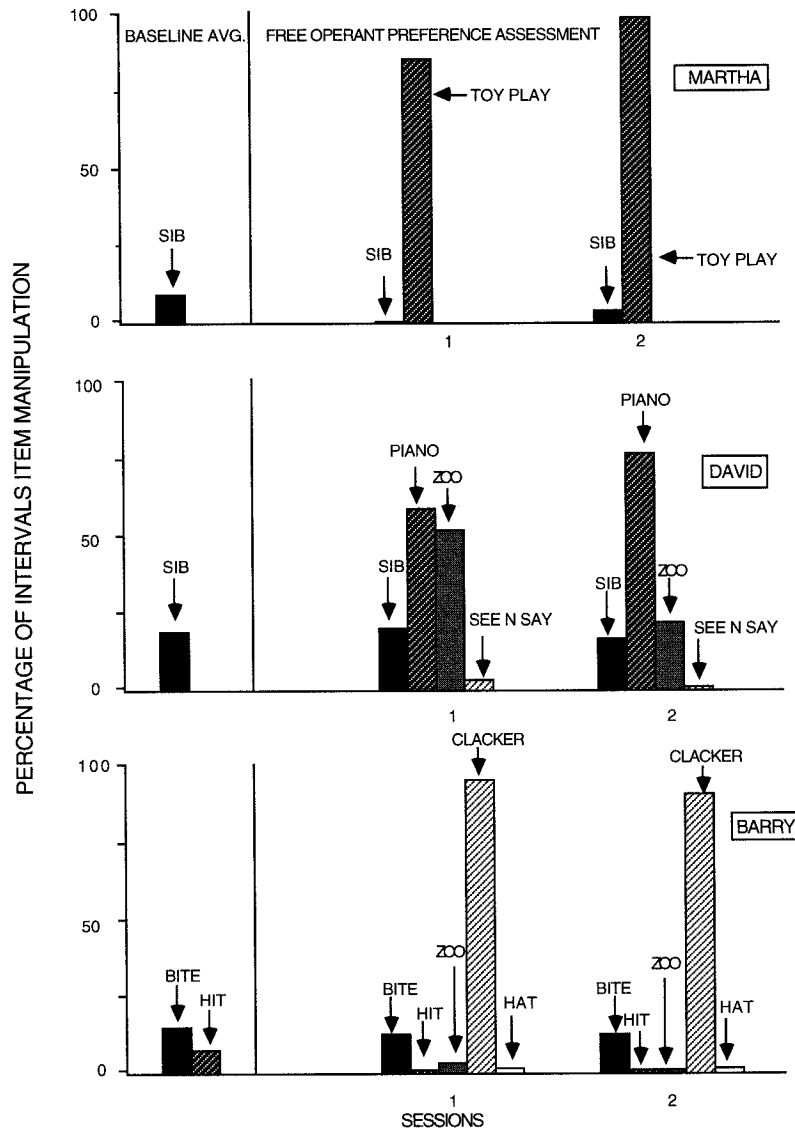 PERCENTAGE OF INTERVALS ITEM MANIPULATION
BASELINE AVG. FREE OPERANT PREFERENCE ASSESSMENT
100
50
0
MARTHA
SIB
SIB
TOY PLAY
SIB
TOY PLAY
1 2
100
50
0
DAVID
SIB
SIB
PIANO
ZOO
SEE N SAY
SIB
PIANO
ZOO
SEE N SAY
1 2
100
50
0
BARRY
BITE
HIT
BITE
HIT
ZOO
CLACKER
HAT
BITE
HIT
ZOO
CLACKER
HAT
1 2
SESSIONS